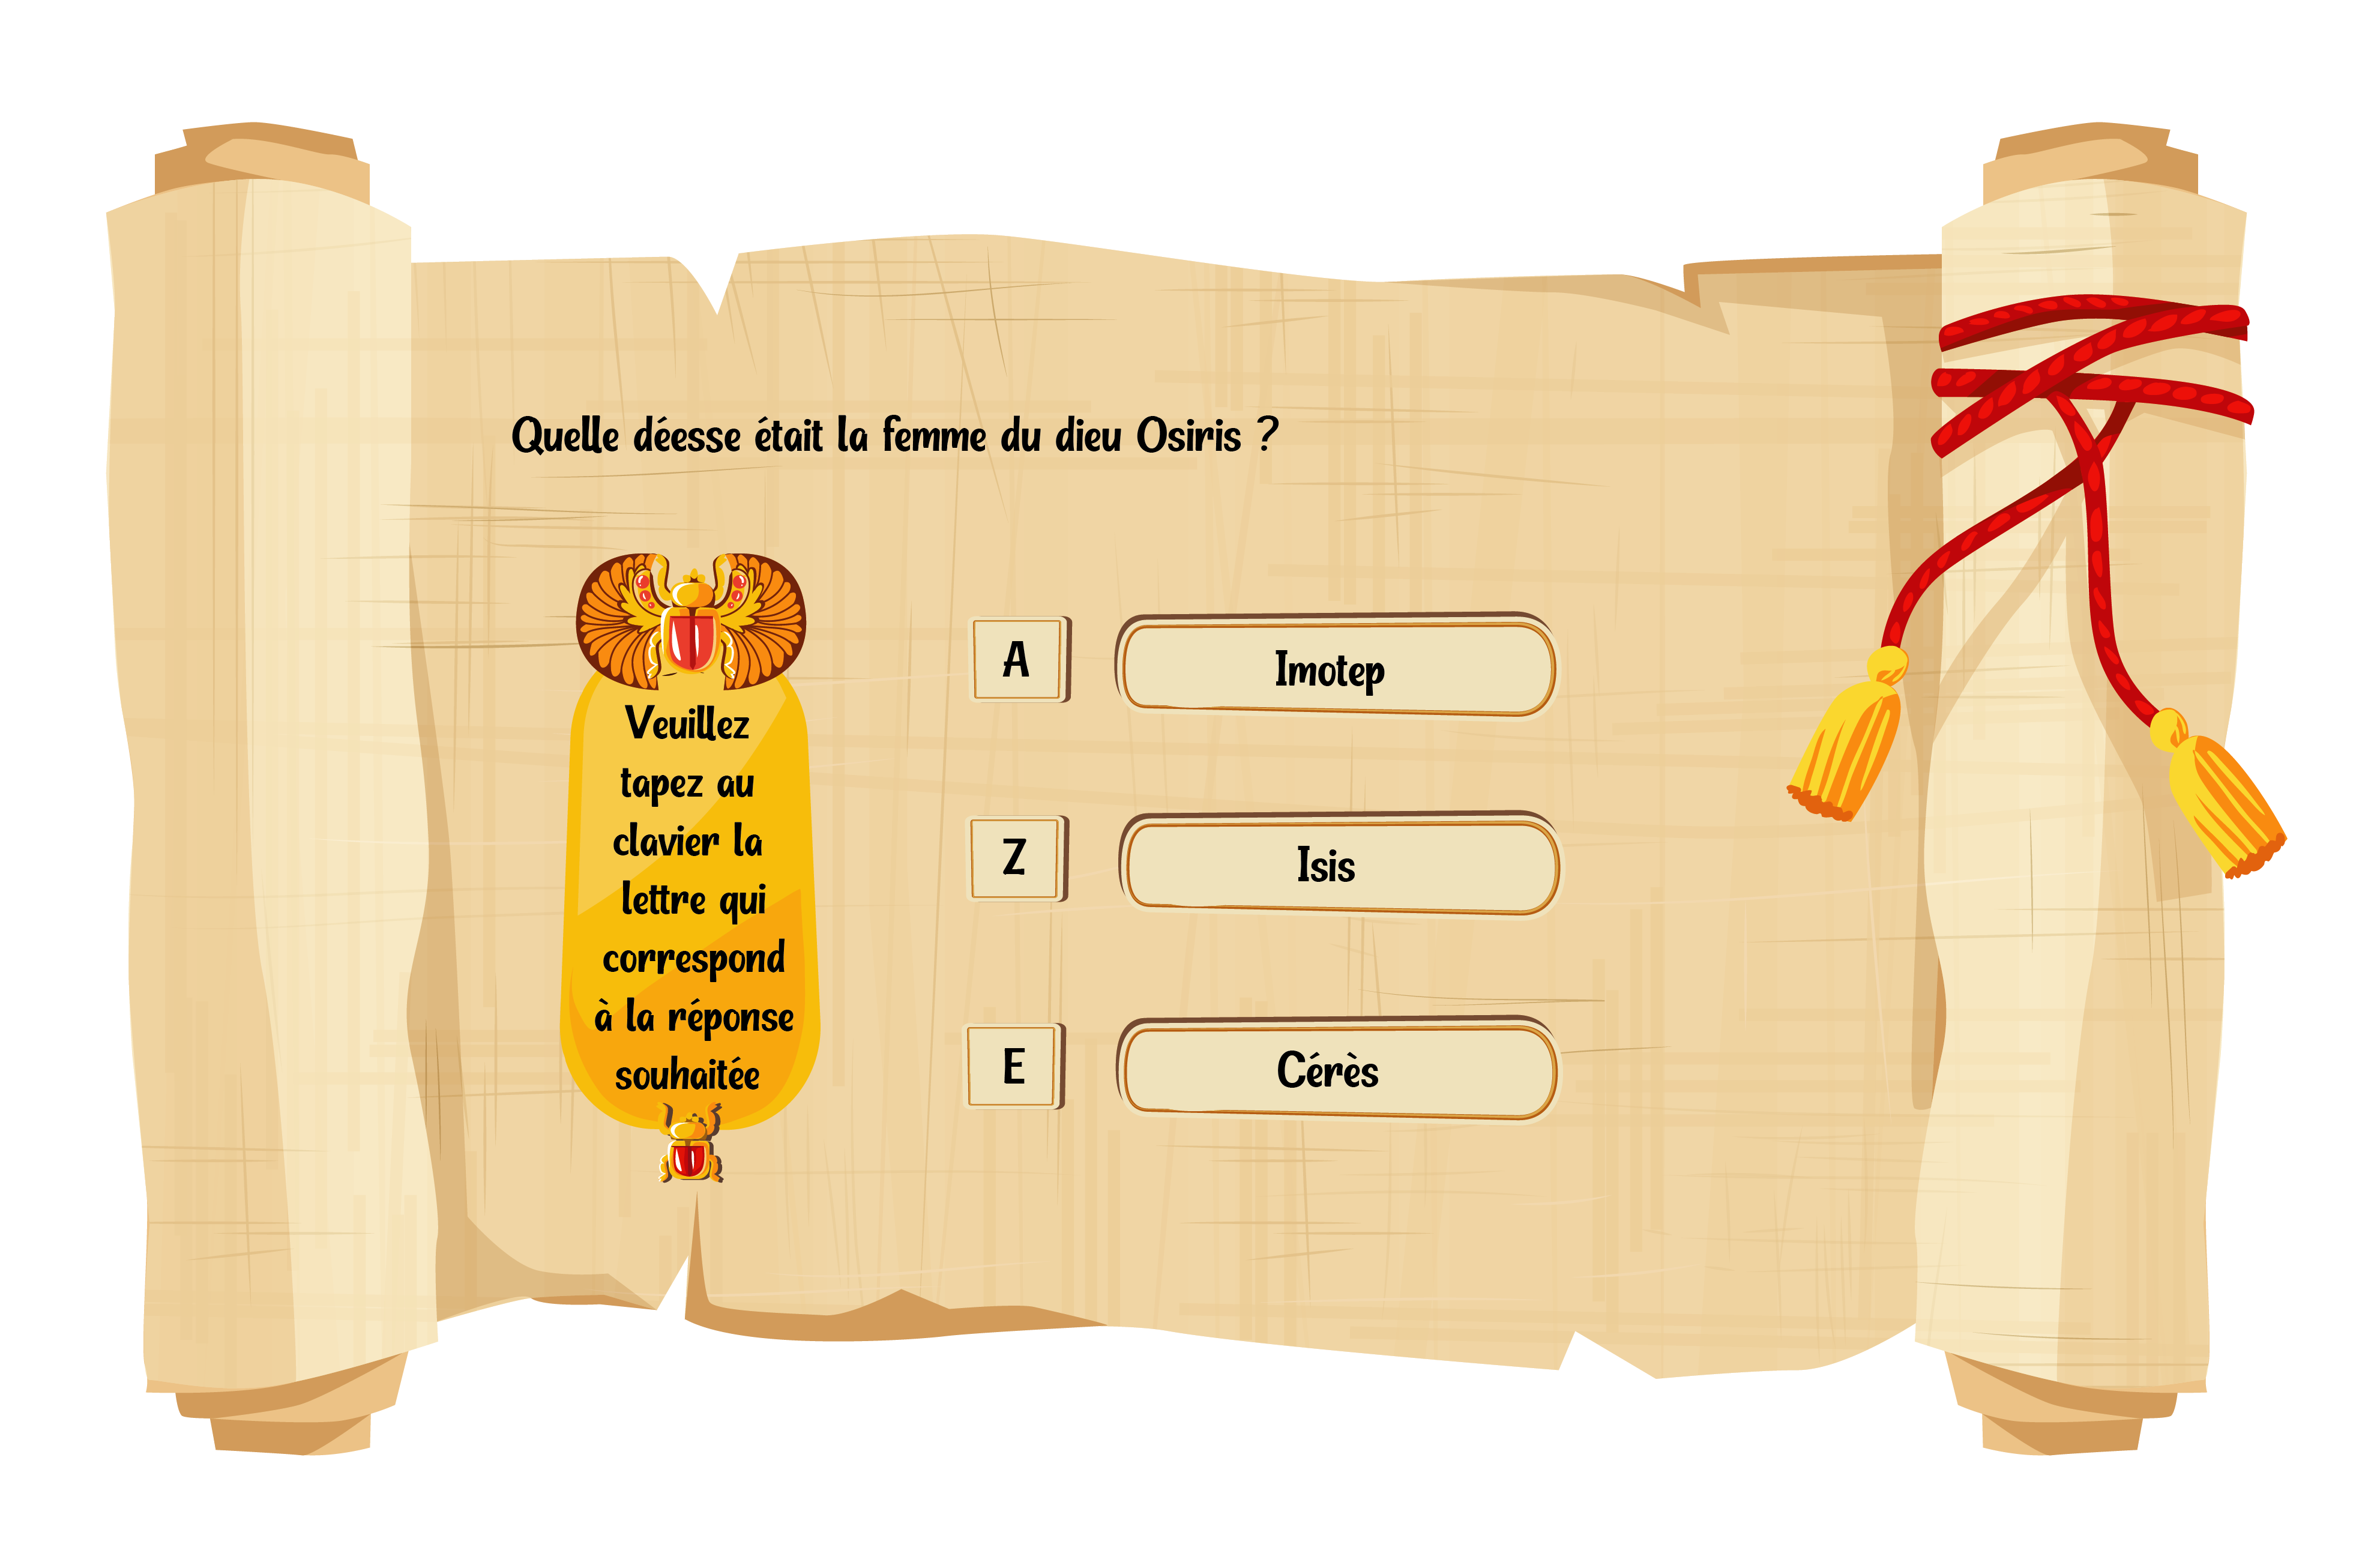 Quelle déesse était la femme du dieu Osiris ?
Veuillez
tapez au
clavier la
lettre qui
correspond
à la réponse
souhaitée
A Imotep
Z Isis
E Cérès